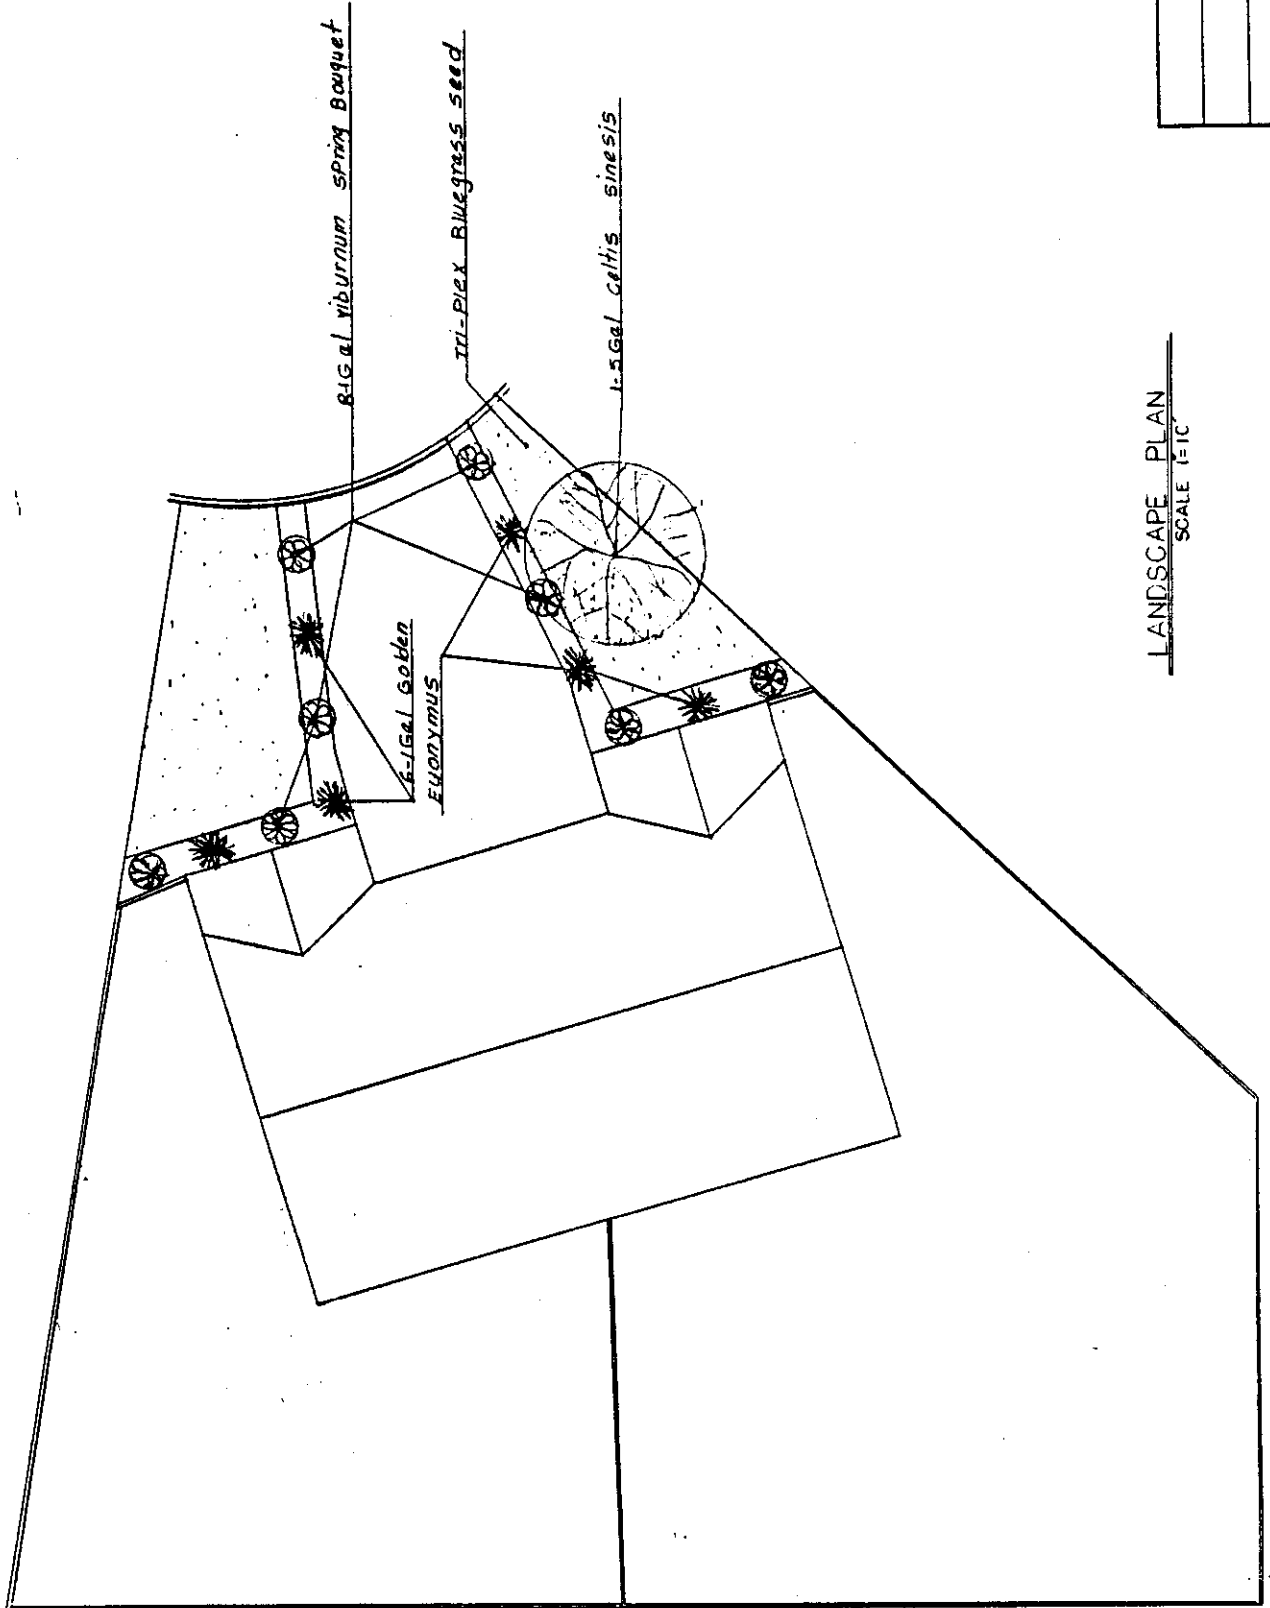 8-1Gal viburnum spring Bouquet
Tri-Plex Bluegrass seed
1-5Gal Celtis sinesis
6-1Gal Golden
Euonymus
LANDSCAPE PLAN
SCALE 1"=10'